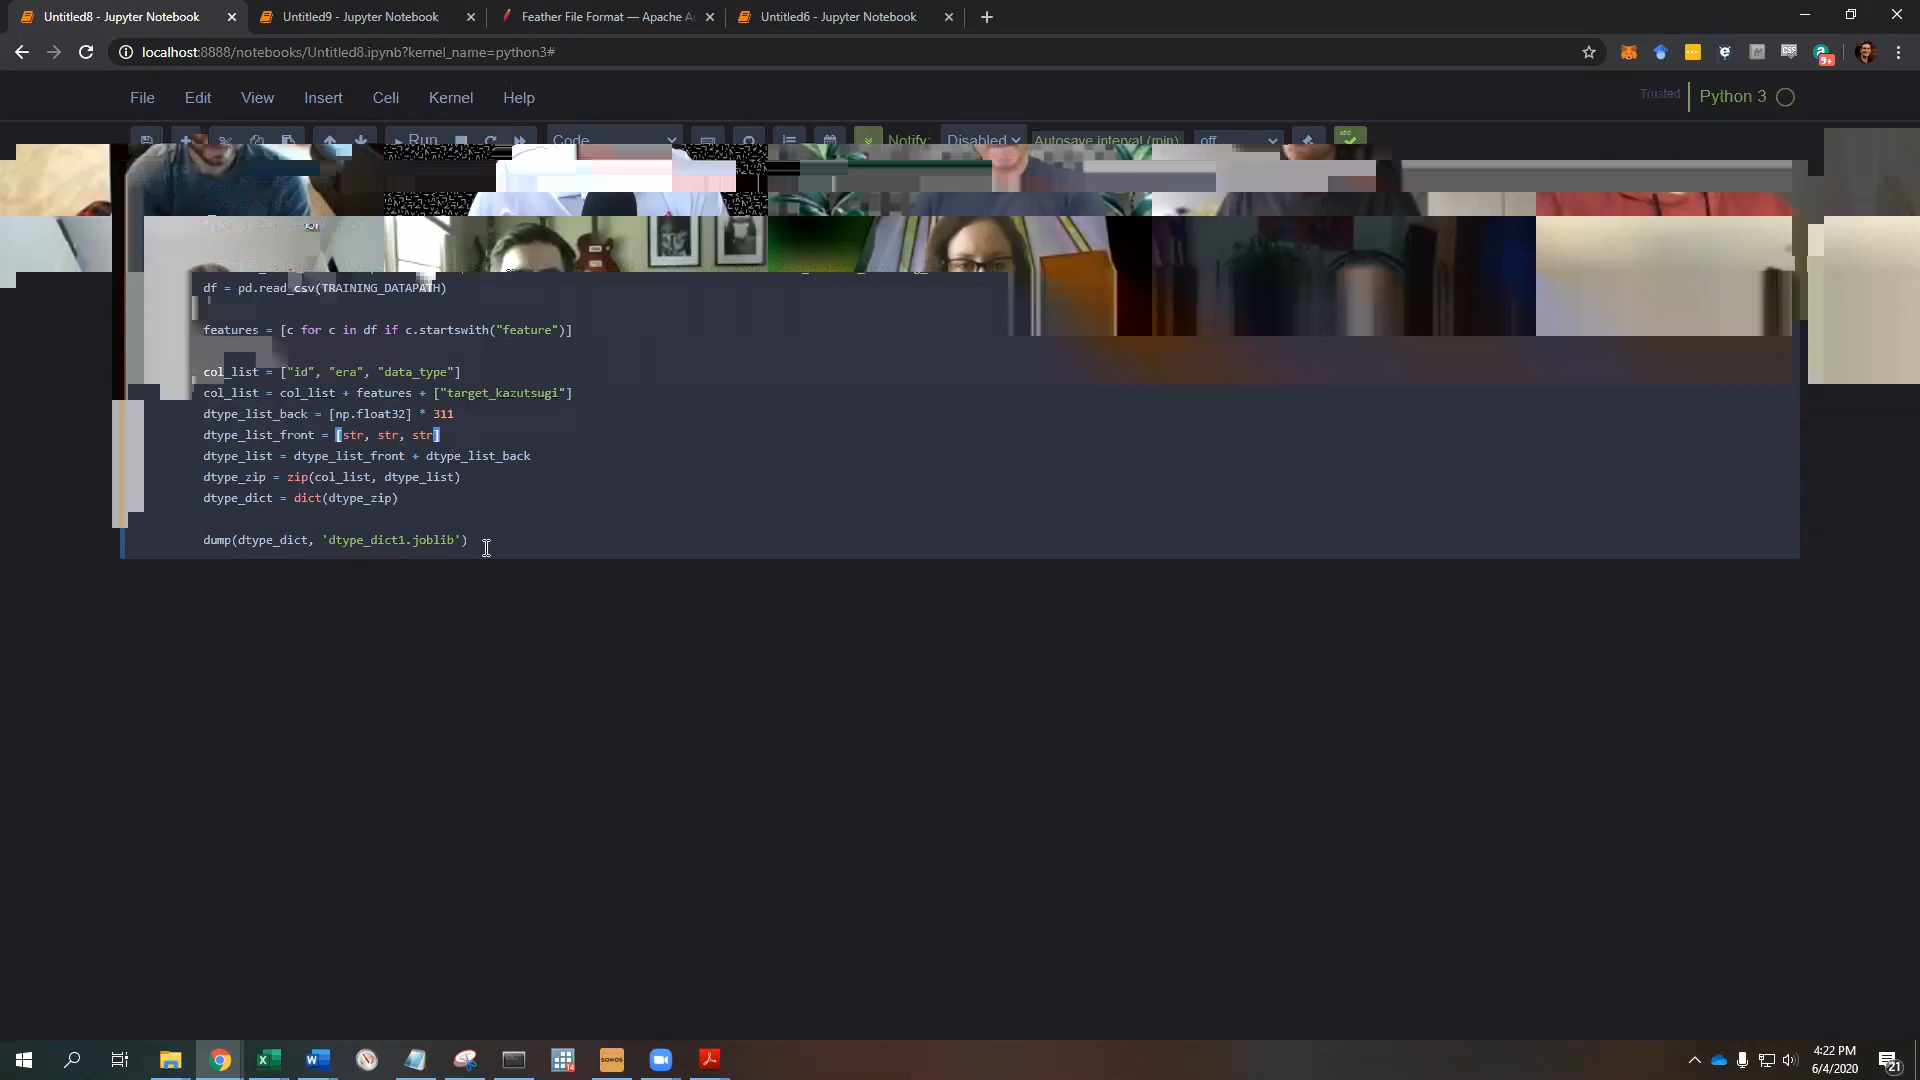 Untitled8 - Jupyter Notebook
Untitled9 - Jupyter Notebook
Feather File Format — Apache A
Untitled6 - Jupyter Notebook
localhost:8888/notebooks/Untitled8.ipynb?kernel_name=python3#
9+
File Edit View Insert Cell Kernel Help
Trusted
Python 3
Run
Code
Notify:
Disabled
Autosave interval (min):
off
df = pd.read_csv(TRAINING_DATAPATH)
features = [c for c in df if c.startswith("feature")]
col_list = ["id", "era", "data_type"]
col_list = col_list + features + ["target_kazutsugi"]
dtype_list_back = [np.float32] * 311
dtype_list_front = [str, str, str]
dtype_list = dtype_list_front + dtype_list_back
dtype_zip = zip(col_list, dtype_list)
dtype_dict = dict(dtype_zip)
dump(dtype_dict, 'dtype_dict1.joblib')
SONOS
14
4:22 PM
6/4/2020
21